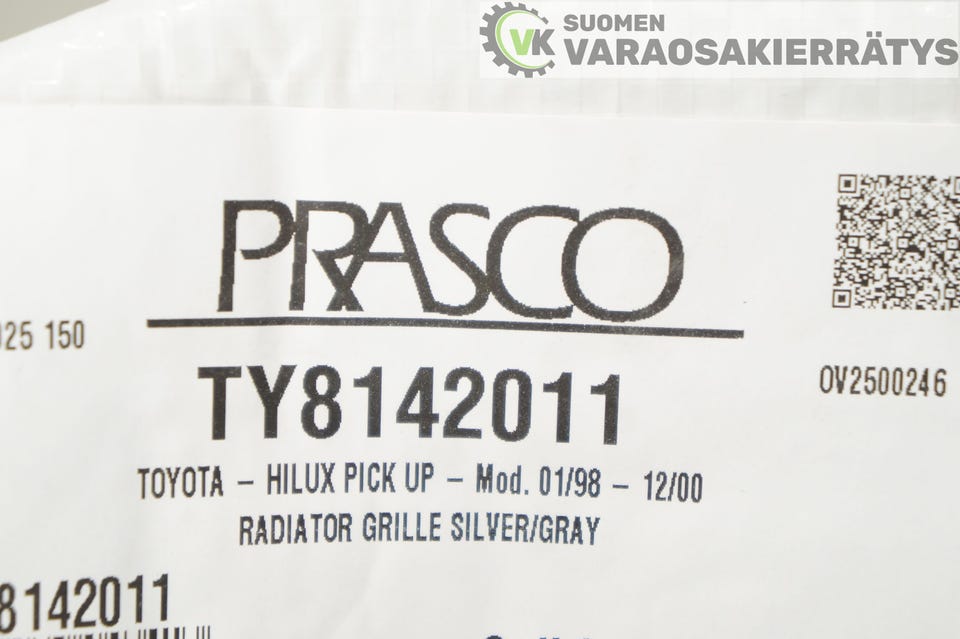 VK SUOMEN
VARAOSAKIERRÄTYS
PRASCO
150
TY8142011
OV2500246
TOYOTA – HILUX PICK UP – Mod. 01/98 – 12/00
RADIATOR GRILLE SILVER/GRAY
8142011